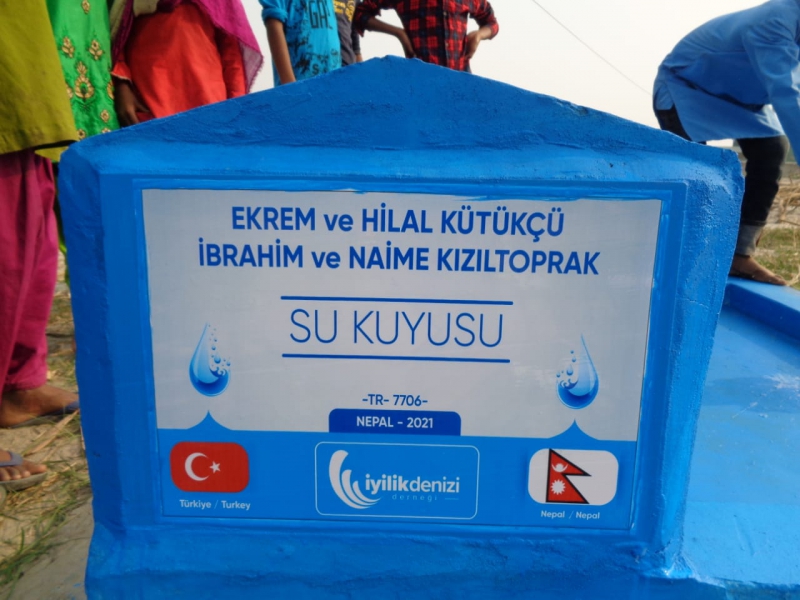 GA
EKREM ve HİLAL KÜTÜKÇÜ
İBRAHİM ve NAİME KIZILTOPRAK
SU KUYUSU
-TR- 7706-
NEPAL - 2021
iyilikdenizi
derneği
Türkiye / Turkey
Nepal / Nepal